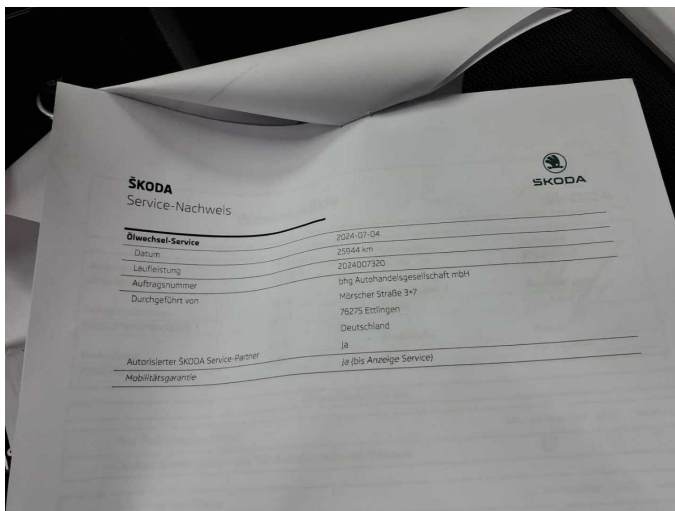 ŠKODA
Service-Nachweis
ŠKODA
Ölwechsel-Service
Datum 2024-07-04
Laufleistung 25944 km
Auftragsnummer 2024007320
Durchgeführt von bhg Autohandelsgesellschaft mbH
Mörscher Straße 3+7
76275 Ettlingen
Deutschland
Autorisierter ŠKODA Service-Partner Ja
Mobilitätsgarantie Ja (bis Anzeige Service)